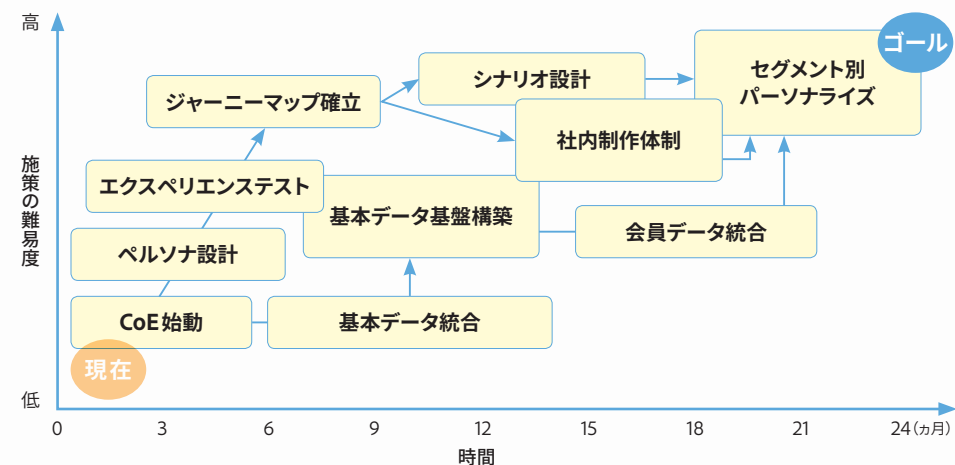 高
ゴール
セグメント別
パーソナライズ
シナリオ設計
ジャーニーマップ確立
社内制作体制
施策の難易度
エクスペリエンステスト
基本データ基盤構築
会員データ統合
ペルソナ設計
CoE始動
基本データ統合
現在
低
0 3 6 9 12 15 18 21 24(ヵ月)
時間